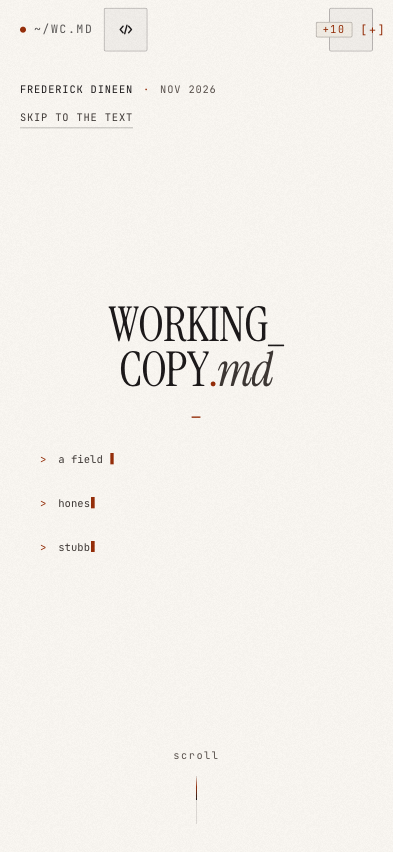 ~/WC.MD
+10 [+]
FREDERICK DINEEN · NOV 2026
SKIP TO THE TEXT
WORKING_
COPY.md
—
> a field
> hones
> stubb
scroll